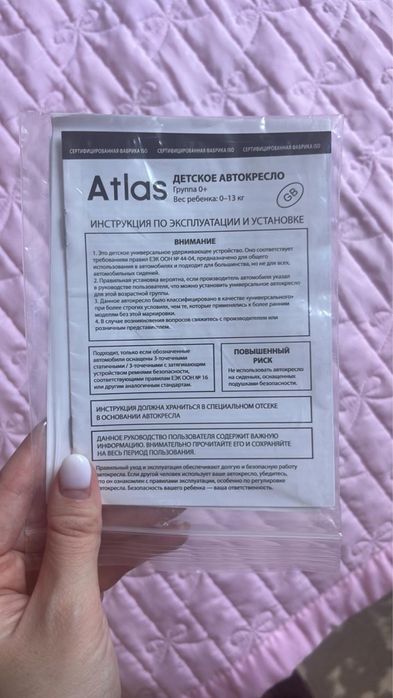 СЕРТИФИЦИРОВАННАЯ ФАБРИКА ISO СЕРТИФИЦИРОВАННАЯ ФАБРИКА ISO СЕРТИФИЦИРОВАННАЯ ФАБРИКА ISO
Atlas
ДЕТСКОЕ АВТОКРЕСЛО
Группа 0+
Вес ребенка: 0–13 кг
GB
ИНСТРУКЦИЯ ПО ЭКСПЛУАТАЦИИ И УСТАНОВКЕ
ВНИМАНИЕ
1. Это детское универсальное удерживающее устройство. Оно соответствует
требованиям правил ЕЭК ООН № 44-04, предназначено для общего
использования в автомобилях и подходит для большинства, но не для всех,
автомобильных сидений.
2. Правильная установка вероятна, если производитель автомобиля указал
в руководстве пользователя, что можно установить универсальное автокресло
для этой возрастной группы.
3. Данное автокресло было классифицировано в качестве «универсального»
при более строгих условиях, чем те, которые применялись к более ранним
моделям без этой маркировки.
4. В случае возникновения вопросов свяжитесь с производителем или
розничным представителем.
Подходит, только если обозначенные
автомобили оснащены 3-точечными
статичными / 3-точечными с затягивающим
устройством ремнями безопасности,
соответствующими правилам ЕЭК ООН № 16
или другим аналогичным стандартам.
ПОВЫШЕННЫЙ
РИСК
Не использовать автокресло
на сиденьях, оснащенных
подушками безопасности.
ИНСТРУКЦИЯ ДОЛЖНА ХРАНИТЬСЯ В СПЕЦИАЛЬНОМ ОТСЕКЕ
В ОСНОВАНИИ АВТОКРЕСЛА
ДАННОЕ РУКОВОДСТВО ПОЛЬЗОВАТЕЛЯ СОДЕРЖИТ ВАЖНУЮ
ИНФОРМАЦИЮ. ВНИМАТЕЛЬНО ПРОЧИТАЙТЕ ЕГО И СОХРАНЯЙТЕ
НА ВЕСЬ ПЕРИОД ПОЛЬЗОВАНИЯ.
Правильный уход и эксплуатация обеспечивают долгую и безопасную работу
автокресла. Если другой человек использует ваше автокресло, убедитесь,
что он ознакомлен с правилами эксплуатации, особенно по регулировке
автокресла. Безопасность вашего ребенка — ваша ответственность.